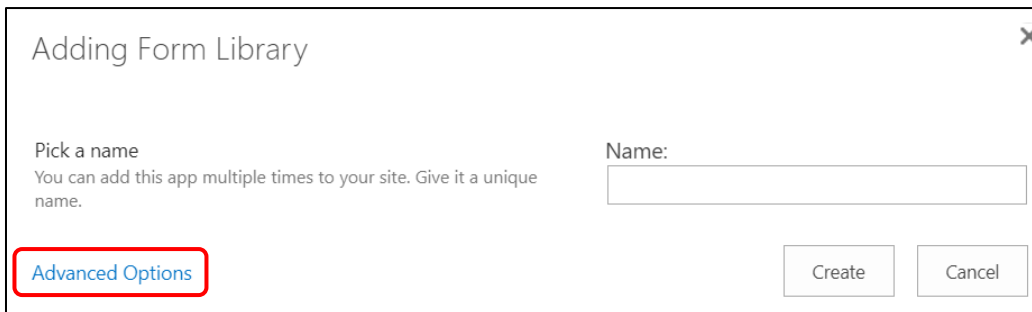 Adding Form Library
Pick a name
You can add this app multiple times to your site. Give it a unique
name.
Name:
Advanced Options
Create
Cancel